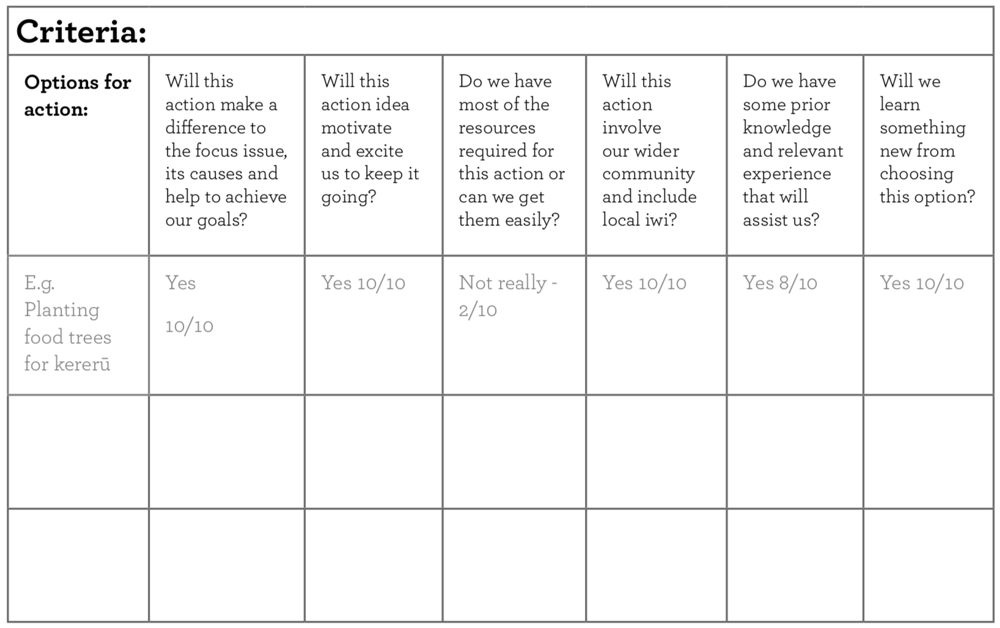 Criteria:
Options for
action:
Will this
action make a
difference to
the focus issue,
its causes and
help to achieve
our goals?
Will this
action idea
motivate
and excite
us to keep it
going?
Do we have
most of the
resources
required for
this action or
can we get
them easily?
Will this
action
involve
our wider
community
and include
local iwi?
Do we have
some prior
knowledge
and relevant
experience
that will
assist us?
Will we
learn
something
new from
choosing
this option?
E.g.
Planting
food trees
for kererū
Yes
10/10
Yes 10/10
Not really -
2/10
Yes 10/10
Yes 8/10
Yes 10/10